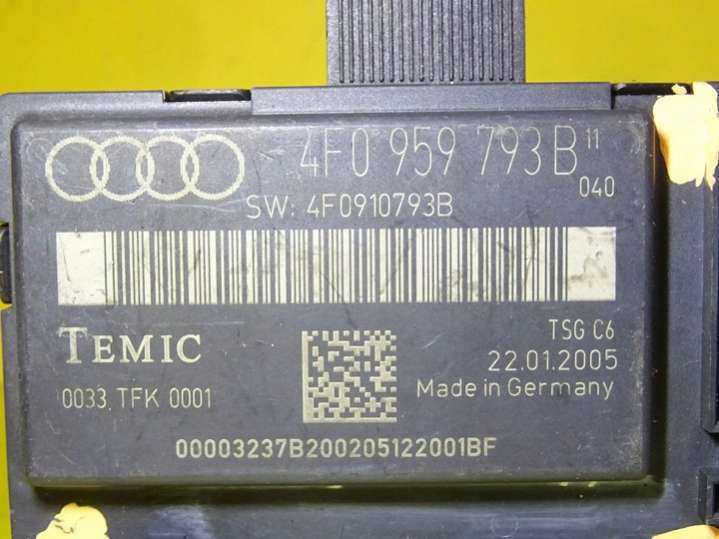 4F0 959 793 B 11
040
SW: 4F0910793B
TEMIC
TSG C6
22.01.2005
0033 TFK 0001
Made in Germany
00003237B200205122001BF